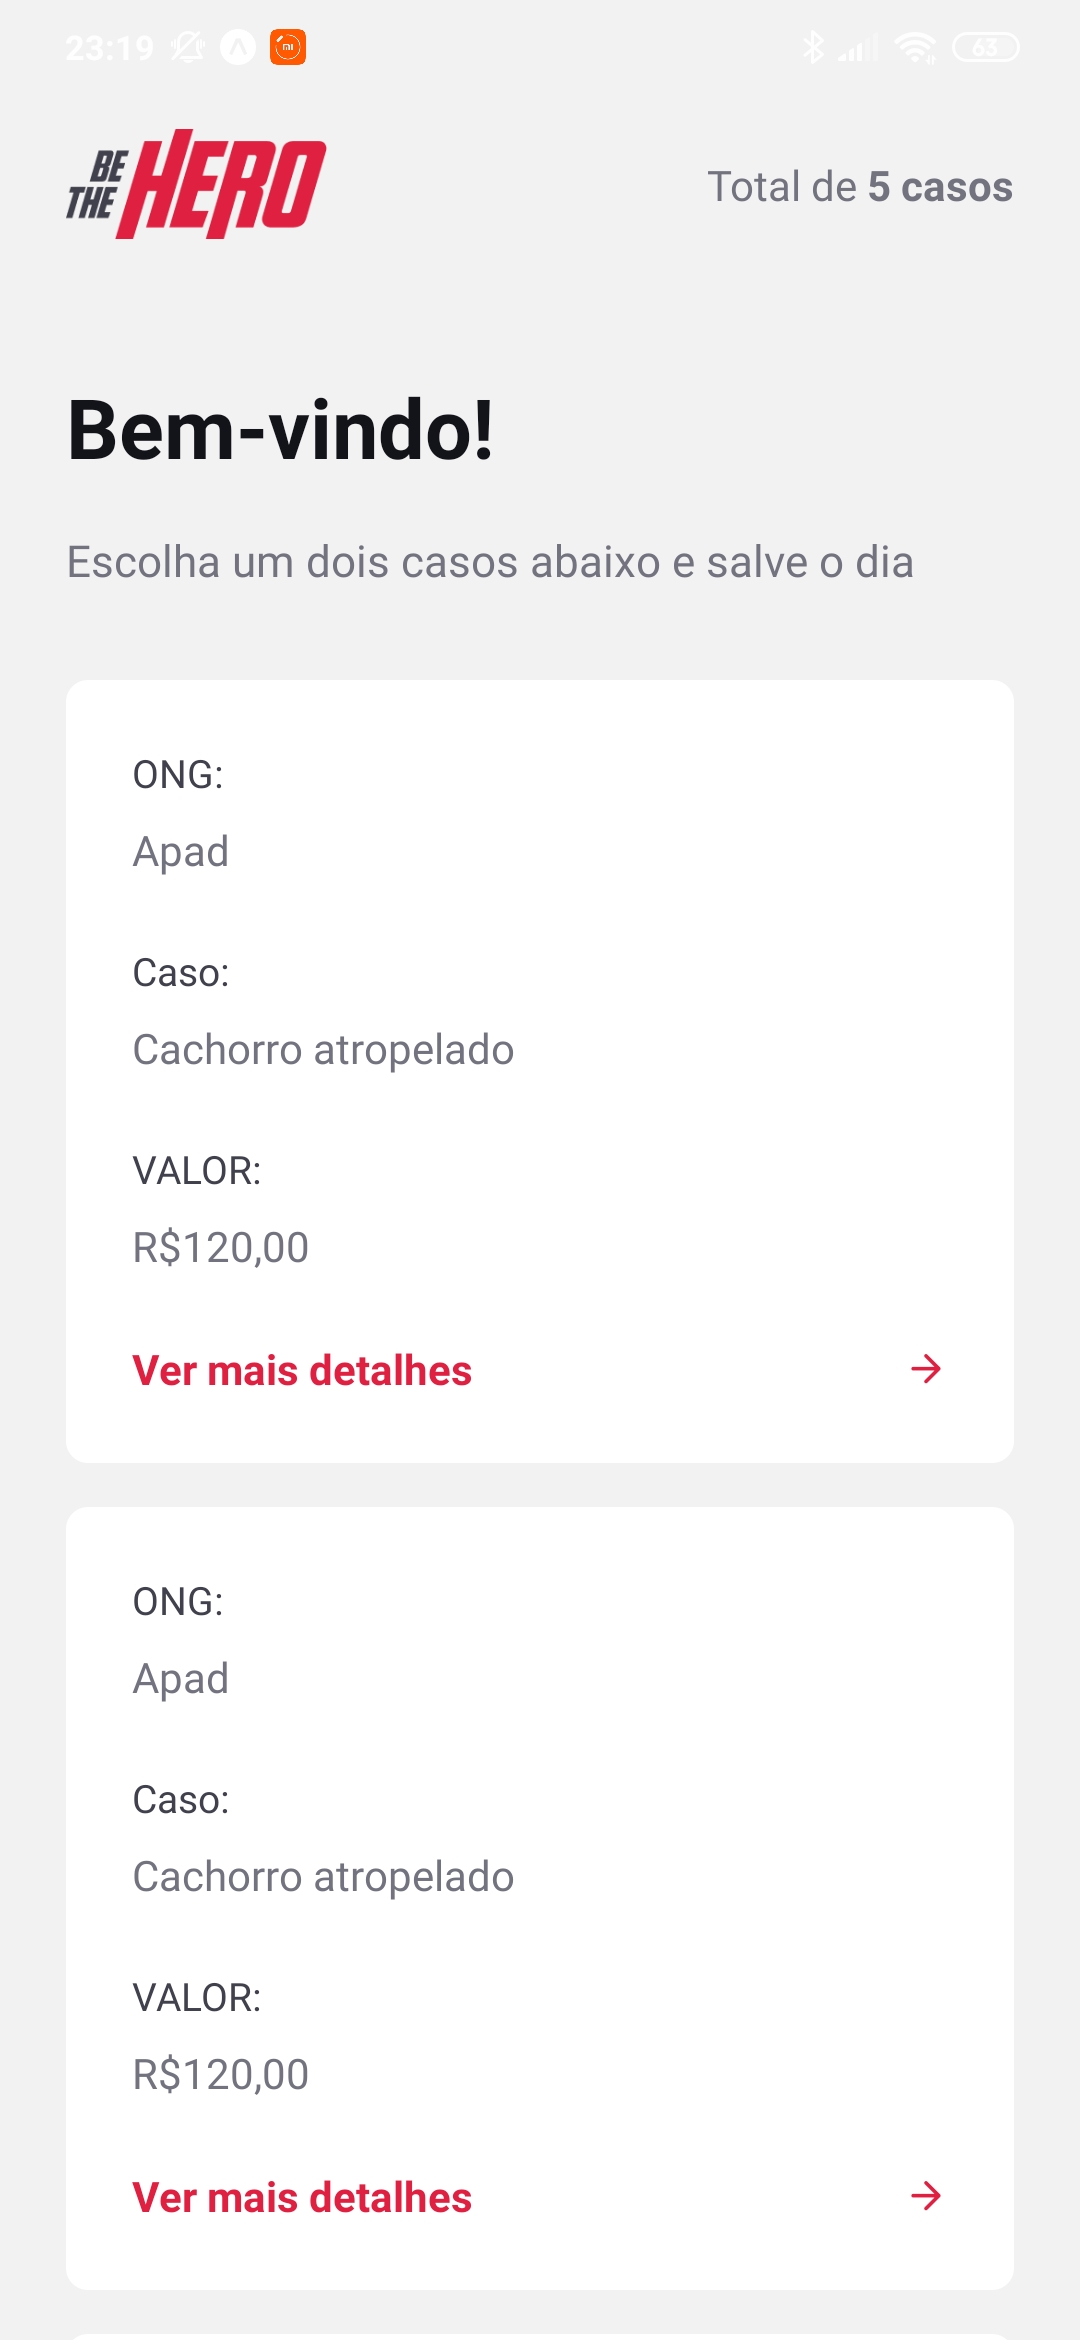 23:19
63
BE THE HERO
Total de 5 casos
Bem-vindo!
Escolha um dois casos abaixo e salve o dia
ONG:
Apad
Caso:
Cachorro atropelado
VALOR:
R$120,00
Ver mais detalhes
ONG:
Apad
Caso:
Cachorro atropelado
VALOR:
R$120,00
Ver mais detalhes